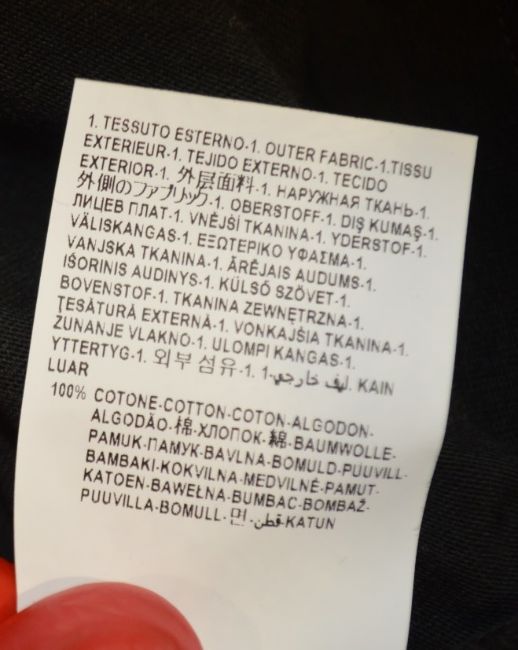 1. TESSUTO ESTERNO-1. OUTER FABRIC-1.TISSU
EXTERIEUR-1. TEJIDO EXTERNO-1. TECIDO
EXTERIOR-1. 外层面料-1. НАРУЖНАЯ ТКАНЬ-1.
外側のファブリック-1. OBERSTOFF-1. DIŞ KUMAŞ-1.
ЛИЦЕВ ПЛАТ-1. VNĚJŠÍ TKANINA-1. YDERSTOF-1.
VÄLISKANGAS-1. ΕΞΩΤΕΡΙΚΟ ΥΦΑΣΜΑ-1.
VANJSKA TKANINA-1. ĀRĒJAIS AUDUMS-1.
IŠORINIS AUDINYS-1. KÜLSŐ SZÖVET-1.
BOVENSTOF-1. TKANINA ZEWNĘTRZNA-1.
ŢESĂTURĂ EXTERNĂ-1. VONKAJŠIA TKANINA-1.
ZUNANJE VLAKNO-1. ULOMPI KANGAS-1.
YTTERTYG-1. 외부 섬유-1. ليف خارجي-1. KAIN
LUAR
100% COTONE-COTTON-COTON-ALGODON-
ALGODÃO-棉-ХЛОПОК-綿-BAUMWOLLE-
PAMUK-ПАМУК-BAVLNA-BOMULD-PUUVILL-
BAMBAKI-KOKVILNA-MEDVILNĖ-PAMUT-
KATOEN-BAWEŁNA-BUMBAC-BOMBAŽ-
PUUVILLA-BOMULL-면-قطن-KATUN